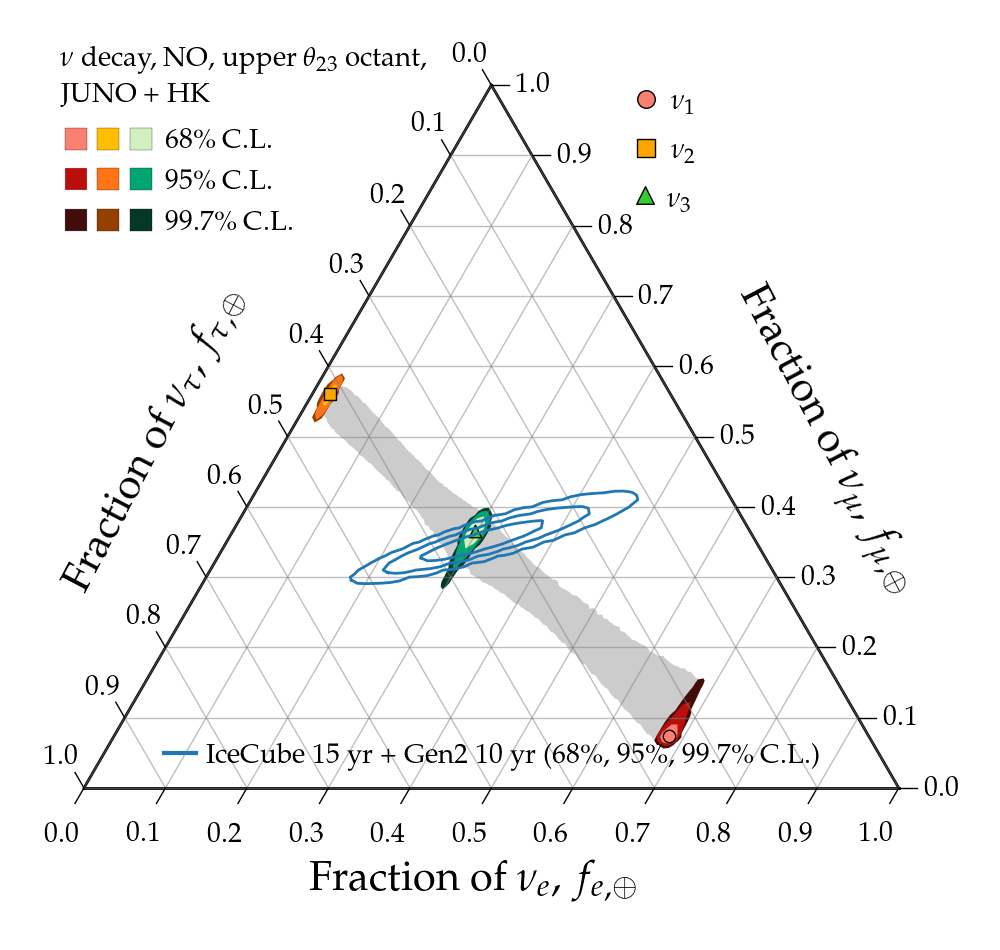 ν decay, NO, upper θ23 octant,
JUNO + HK
68% C.L.
95% C.L.
99.7% C.L.
ν1
ν2
ν3
0.0
0.1
0.2
0.3
0.4
0.5
0.6
0.7
0.8
0.9
1.0
Fraction of ντ, fτ,⊕
1.0
0.9
0.8
0.7
0.6
0.5
0.4
0.3
0.2
0.1
0.0
Fraction of νμ, fμ,⊕
IceCube 15 yr + Gen2 10 yr (68%, 95%, 99.7% C.L.)
0.0 0.1 0.2 0.3 0.4 0.5 0.6 0.7 0.8 0.9 1.0
Fraction of νe, fe,⊕